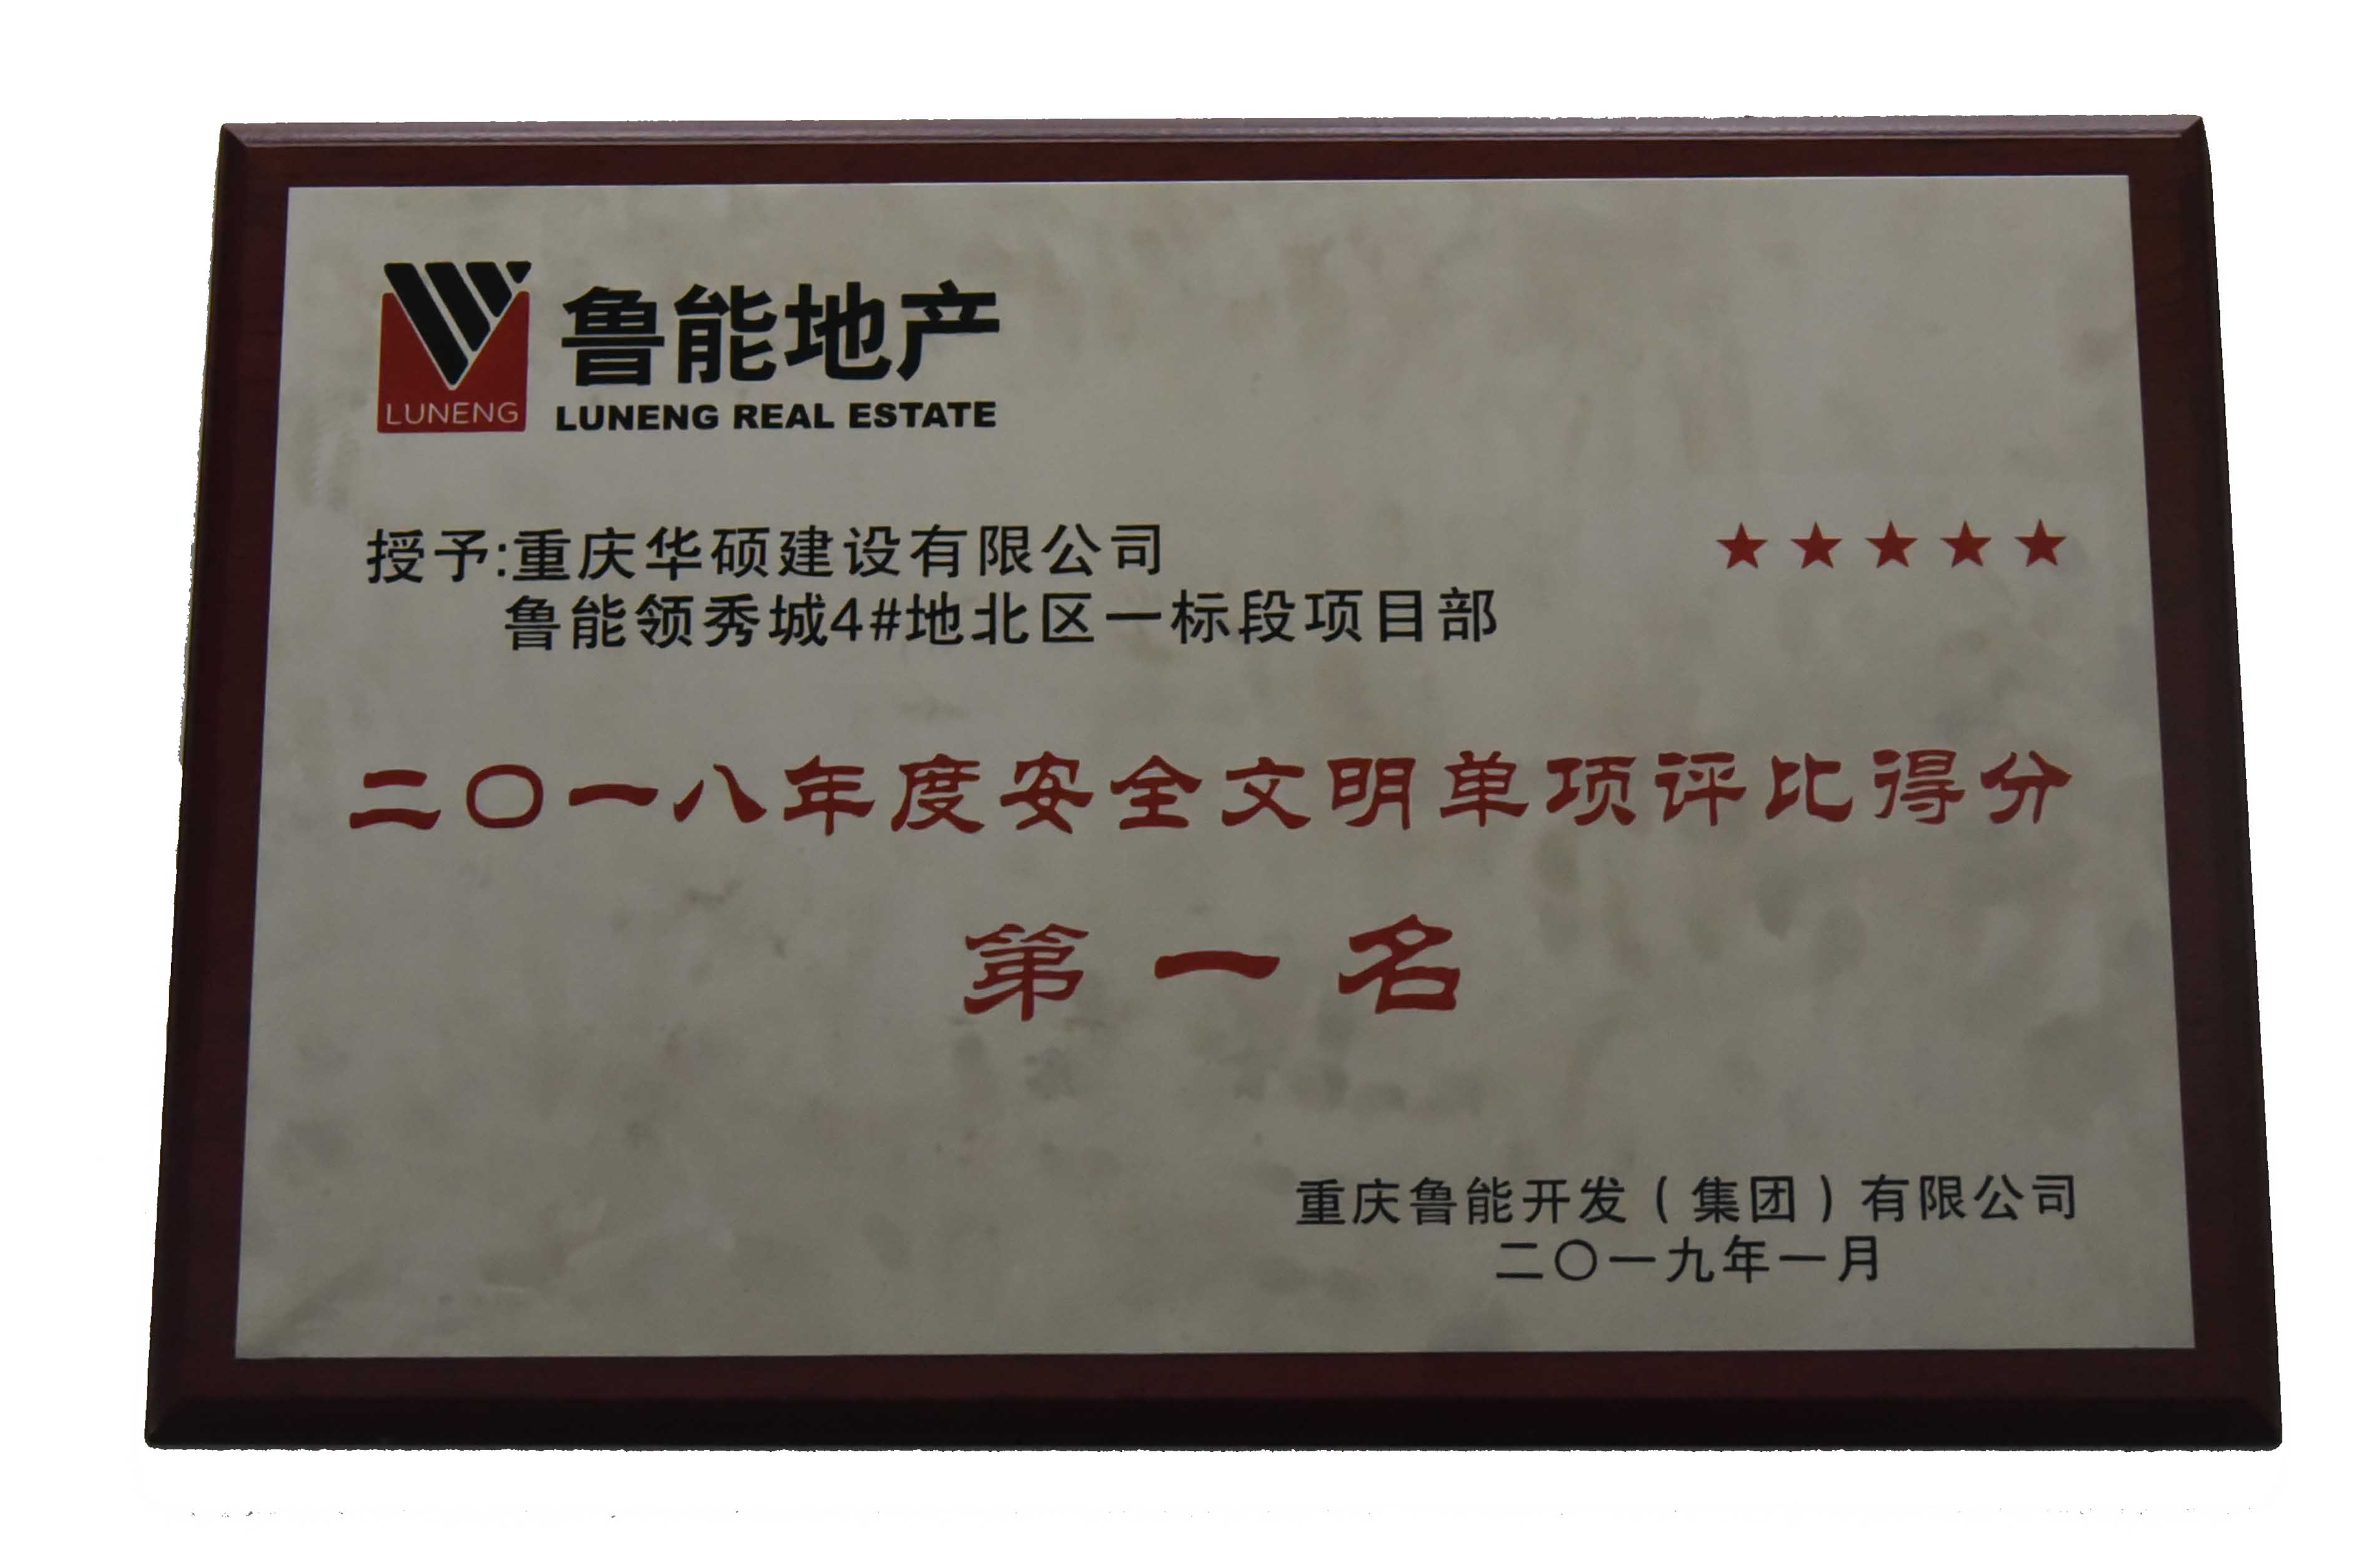 鲁能地产
LUNENG
LUNENG REAL ESTATE
授予:重庆华硕建设有限公司
鲁能领秀城4#地北区一标段项目部
二〇一八年度安全文明单项评比得分
第一名
重庆鲁能开发（集团）有限公司
二〇一九年一月